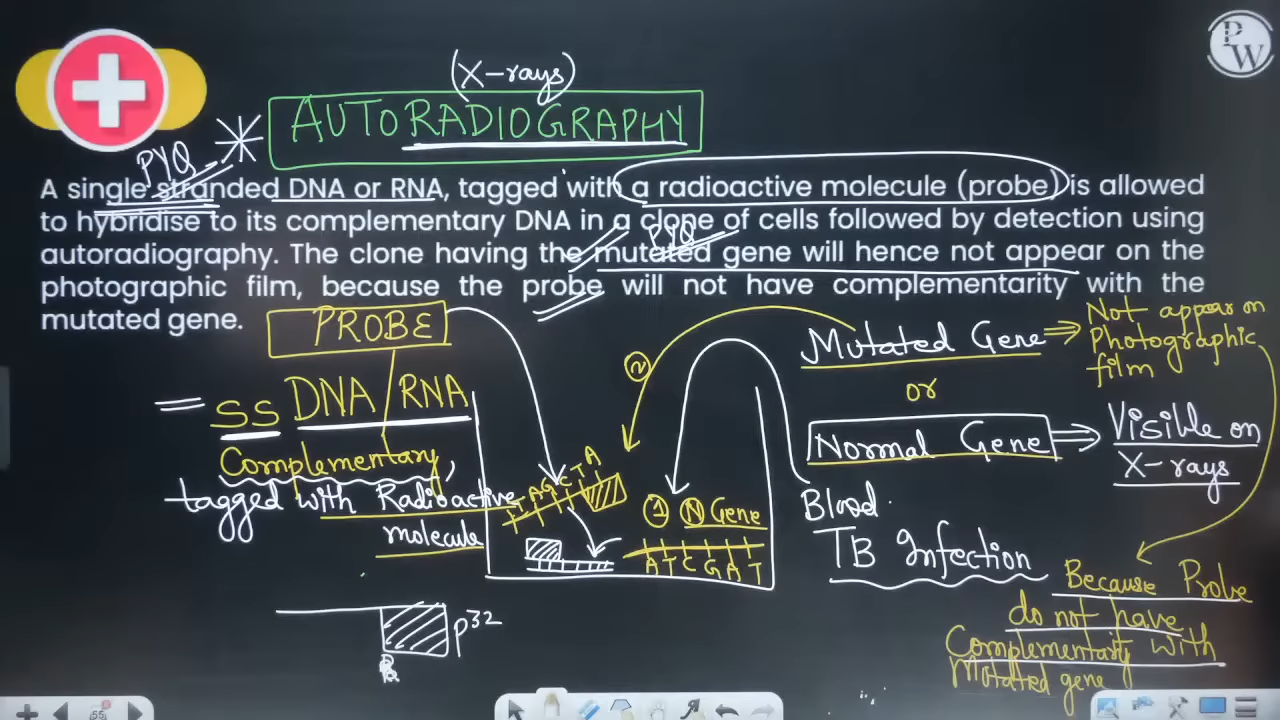 PW
(X-rays)
AUTORADIOGRAPHY
PYQ
A single stranded DNA or RNA, tagged with a radioactive molecule (probe) is allowed
to hybridise to its complementary DNA in a clone of cells followed by detection using
PYQ
autoradiography. The clone having the mutated gene will hence not appear on the
photographic film, because the probe will not have complementarity with the
mutated gene.
PROBE
= SS DNA/RNA
Complementary,
tagged with Radioactive
molecule
P32
TAGCTA
2
1 N Gene
ATCGAT
Mutated Gene ⇒ Not appear on
Photographic
film
or
Normal Gene ⇒ Visible on
X-rays
Blood
TB Infection
Because Probe
do not have
Complementarity With
Mutated gene
55